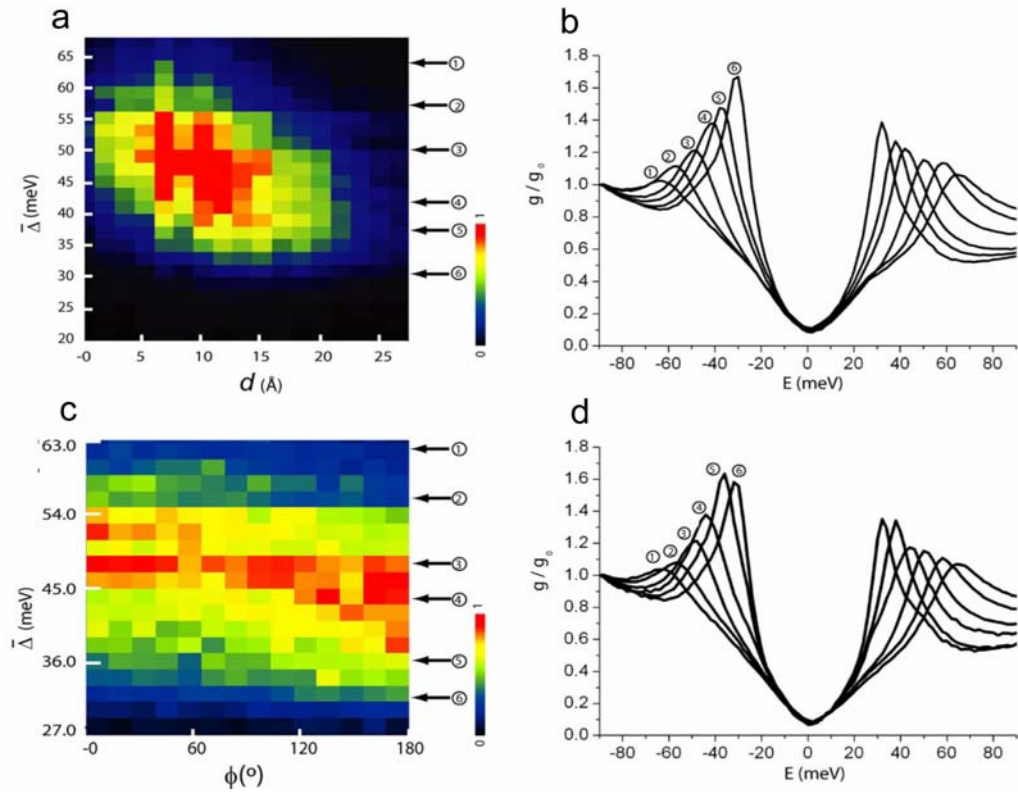 a
65
60
55
50
45
40
35
30
25
20
Δ̅ (meV)
-0 5 10 15 20 25
d (Å)
①
②
③
④
⑤
⑥
1
0
b
1.8
1.6
1.4
1.2
1.0
0.8
0.6
0.4
0.2
0.0
g / g₀
① ② ③ ④ ⑤ ⑥
-80 -60 -40 -20 0 20 40 60 80
E (meV)
c
63.0
54.0
45.0
36.0
27.0
Δ̅ (meV)
-0 60 120 180
ϕ(º)
①
②
③
④
⑤
⑥
1
0
d
1.8
1.6
1.4
1.2
1.0
0.8
0.6
0.4
0.2
0.0
g / g₀
① ② ③ ④ ⑤ ⑥
-80 -60 -40 -20 0 20 40 60 80
E (meV)